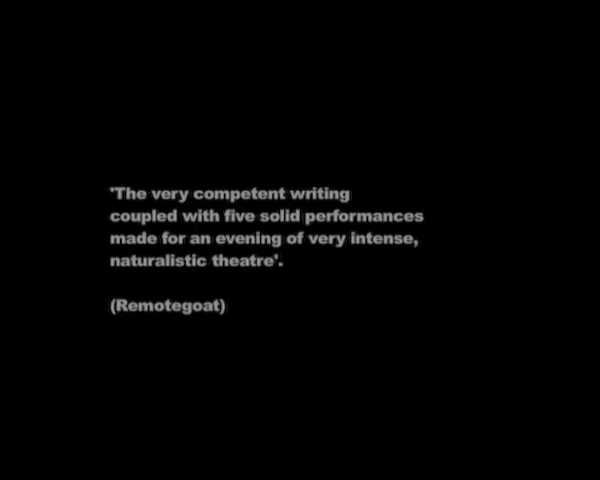 'The very competent writing
coupled with five solid performances
made for an evening of very intense,
naturalistic theatre'.
(Remotegoat)